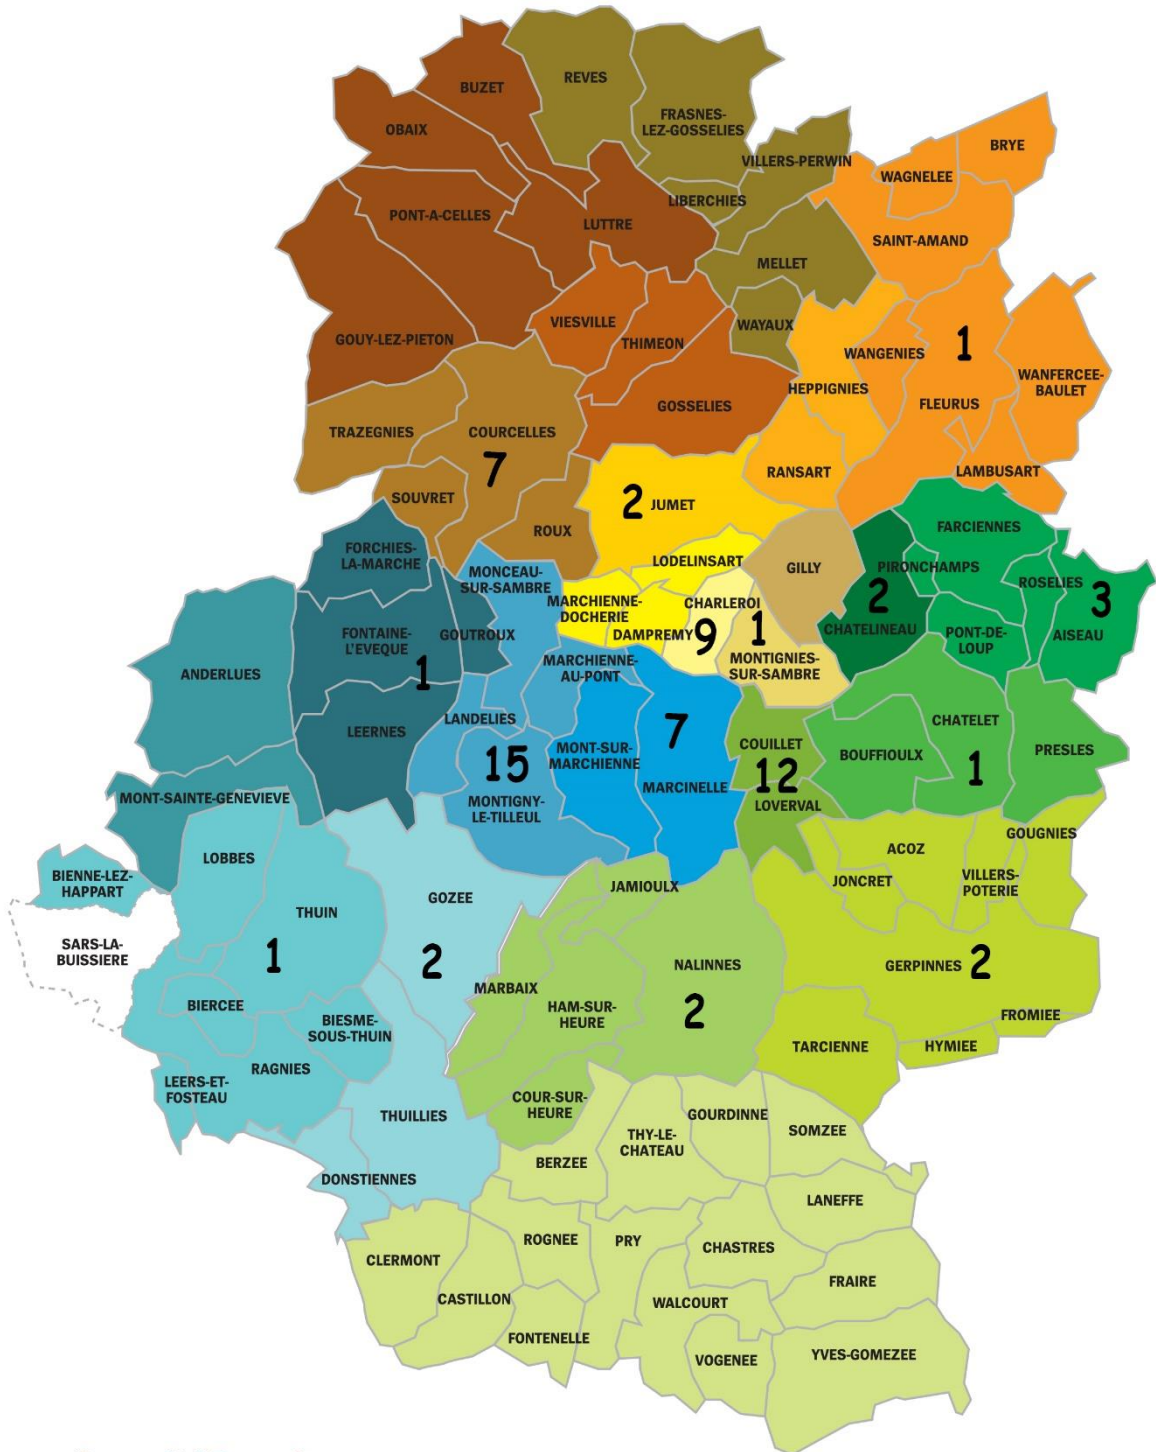 REVES
BUZET
FRASNES-
LEZ-GOSSELIES
OBAIX
BRYE
VILLERS-PERWIN
WAGNELEE
LIBERCHIES
PONT-A-CELLES
LUTTRE
SAINT-AMAND
MELLET
VIESVILLE
WAYAUX
GOUY-LEZ-PIETON
THIMEON
WANGENIES
1
WANFERCEE-
BAULET
HEPPIGNIES
GOSSELIES
FLEURUS
TRAZEGNIES
COURCELLES
7
RANSART
LAMBUSART
SOUVRET
2
JUMET
ROUX
FARCIENNES
FORCHIES-
LA-MARCHE
MONCEAU-
SUR-SAMBRE
LODELINSART
GILLY
PIRONCHAMPS
ROSELIES
2
3
CHARLEROI
MARCHIENNE-
DOCHERIE
FONTAINE-
L'EVEQUE
GOUTROUX
DAMPREMY
9
1
CHATELINEAU
PONT-DE-
LOUP
AISEAU
MONTIGNIES-
SUR-SAMBRE
MARCHIENNE-
AU-PONT
ANDERLUES
1
LANDELIES
LEERNES
7
CHATELET
COUILLET
MONT-SUR-
MARCHIENNE
BOUFFIOULX
PRESLES
15
12
1
MARCINELLE
MONT-SAINTE-GENEVIEVE
MONTIGNY-
LE-TILLEUL
LOVERVAL
GOUGNIES
LOBBES
ACOZ
BIENNE-LEZ-
HAPPART
JONCRET
VILLERS-
POTERIE
JAMIOULX
GOZEE
THUIN
SARS-LA-
BUISSIERE
1
2
NALINNES
GERPINNES
2
MARBAIX
BIERCEE
HAM-SUR-
HEURE
2
BIESME-
SOUS-THUIN
FROMIEE
TARCIENNE
HYMIEE
RAGNIES
LEERS-ET-
FOSTEAU
COUR-SUR-
HEURE
THUILLIES
GOURDINNE
SOMZEE
THY-LE-
CHATEAU
BERZEE
DONSTIENNES
LANEFFE
ROGNEE
PRY
CHASTRES
CLERMONT
FRAIRE
CASTILLON
WALCOURT
FONTENELLE
VOGENEE
YVES-GOMEZEE